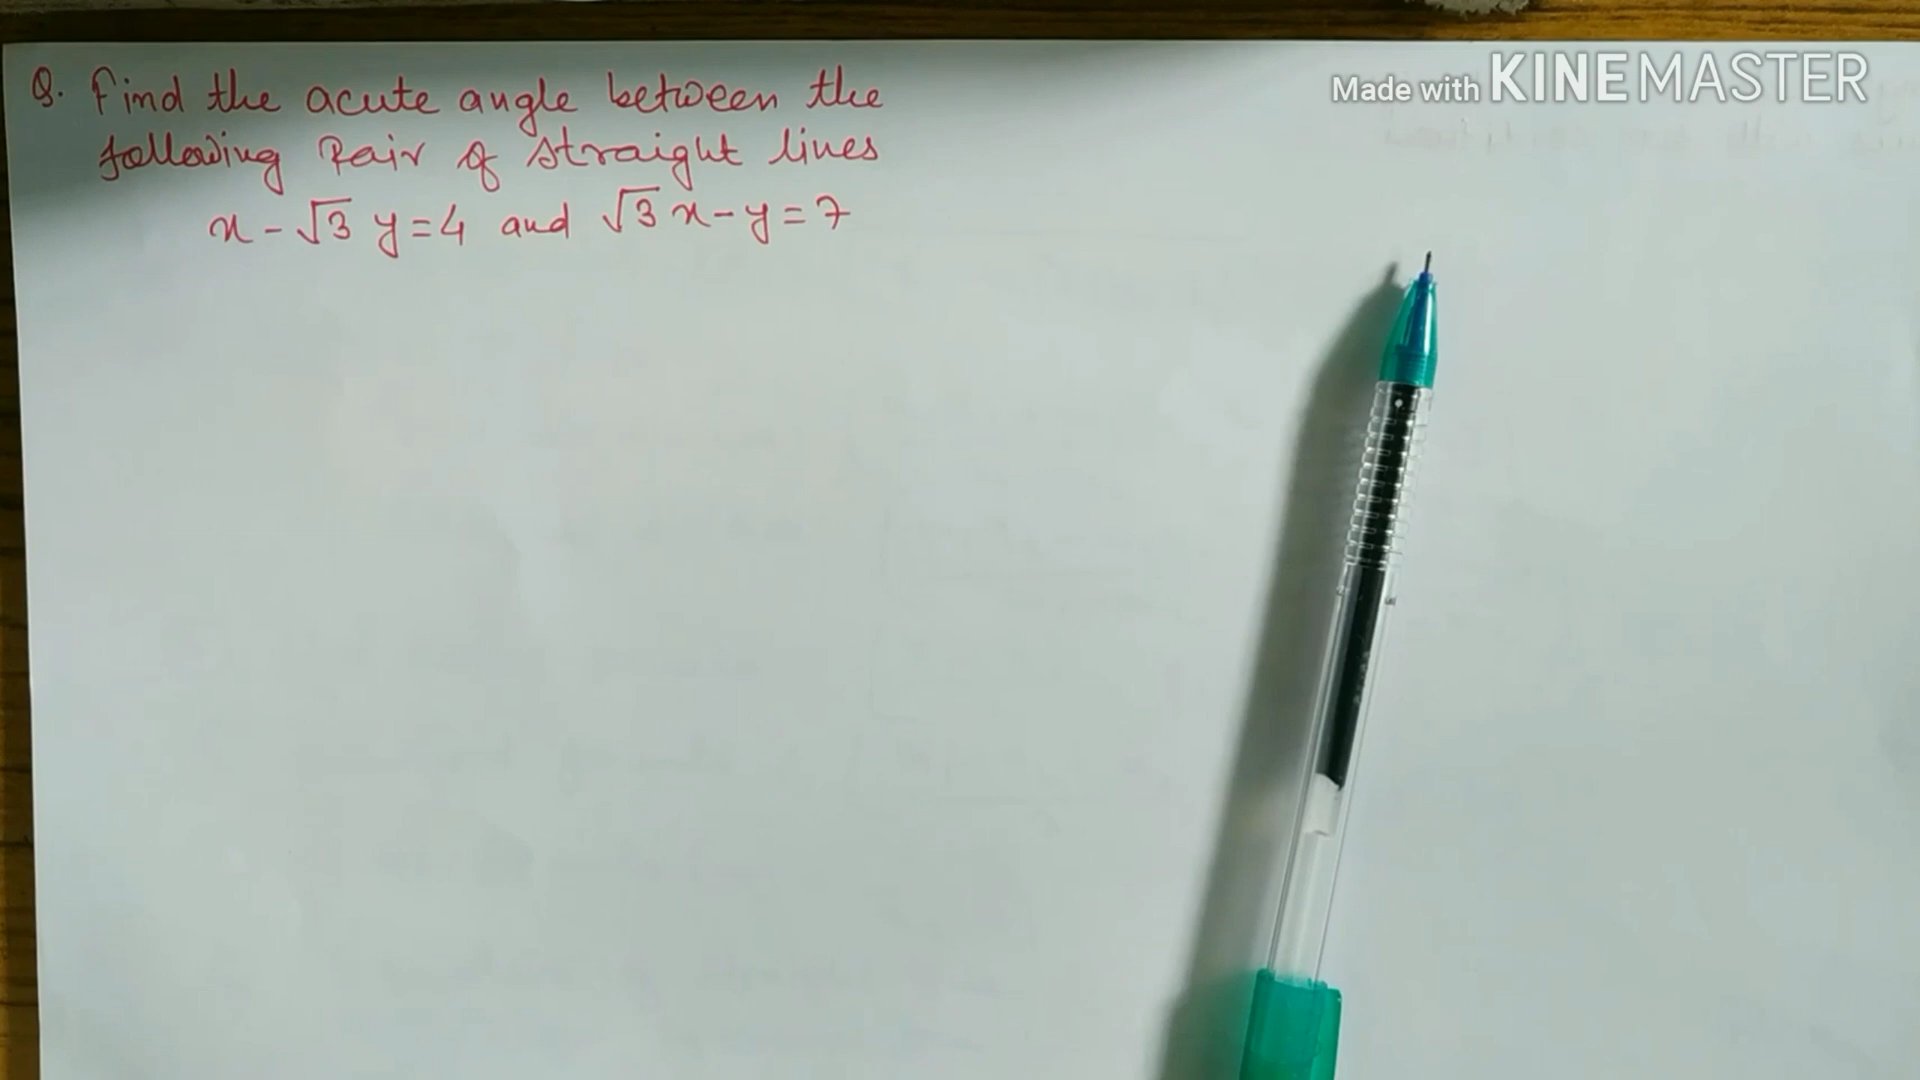 Q. Find the acute angle between the
following Pair of straight lines
x - √3 y = 4 and √3 x - y = 7
Made with KINEMASTER